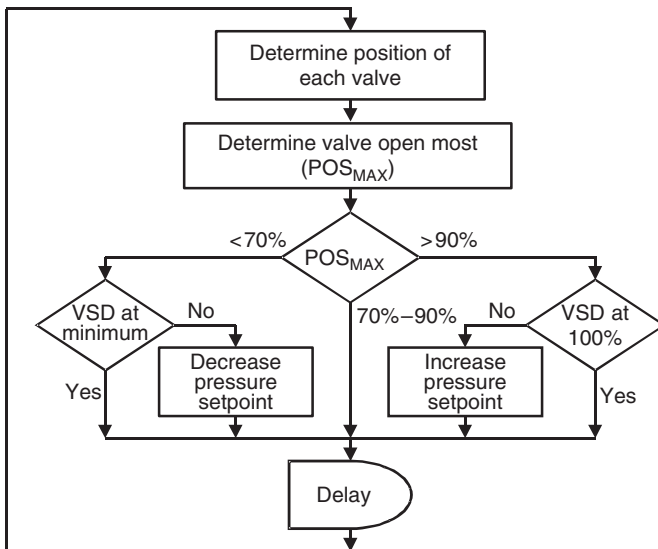 Determine position of
each valve
Determine valve open most
(POSMAX)
<70%
POSMAX
>90%
VSD at
minimum
No
70%–90%
No
VSD at
100%
Decrease
pressure
setpoint
Increase
pressure
setpoint
Yes
Yes
Delay